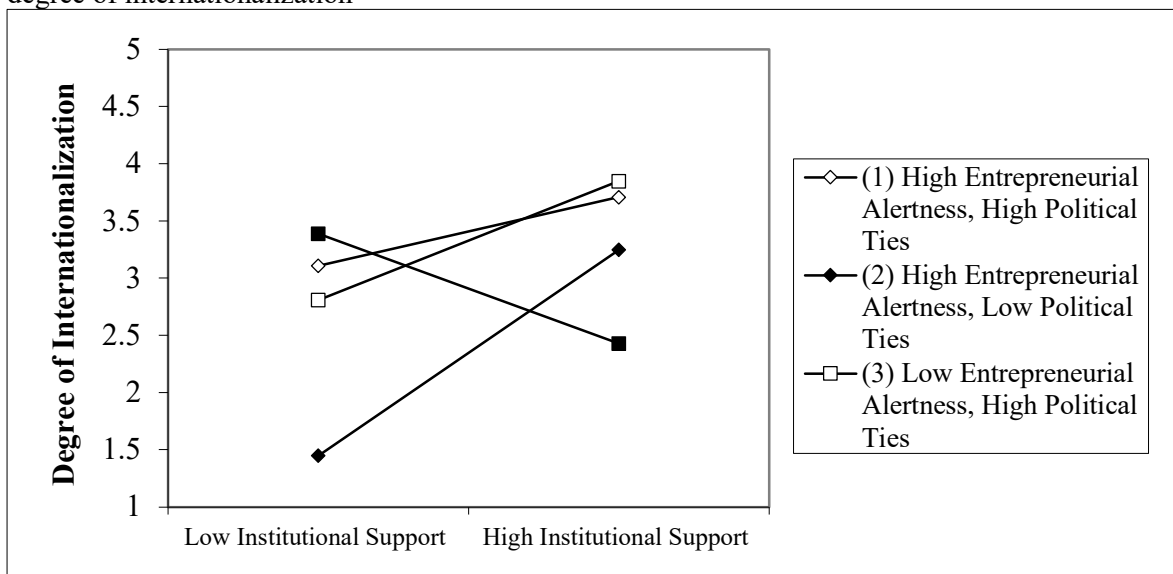 degree of internationalization
5
4.5
4
3.5
3
2.5
2
1.5
1
Degree of Internationalization
Low Institutional Support
High Institutional Support
(1) High Entrepreneurial
Alertness, High Political
Ties
(2) High Entrepreneurial
Alertness, Low Political
Ties
(3) Low Entrepreneurial
Alertness, High Political
Ties